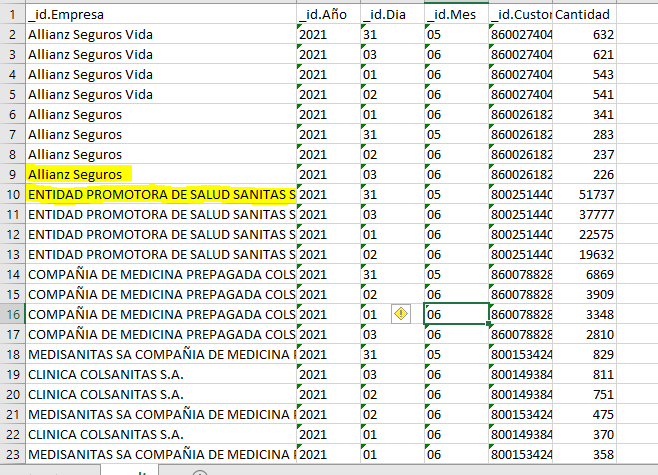 1 _id.Empresa _id.Año _id.Dia _id.Mes _id.Custor Cantidad
2 Allianz Seguros Vida 2021 31 05 860027404 632
3 Allianz Seguros Vida 2021 03 06 860027404 621
4 Allianz Seguros Vida 2021 01 06 860027404 543
5 Allianz Seguros Vida 2021 02 06 860027404 541
6 Allianz Seguros 2021 01 06 860026182 341
7 Allianz Seguros 2021 31 05 860026182 283
8 Allianz Seguros 2021 02 06 860026182 237
9 Allianz Seguros 2021 03 06 860026182 226
10 ENTIDAD PROMOTORA DE SALUD SANITAS S 2021 31 05 800251440 51737
11 ENTIDAD PROMOTORA DE SALUD SANITAS S 2021 03 06 800251440 37777
12 ENTIDAD PROMOTORA DE SALUD SANITAS S 2021 01 06 800251440 22575
13 ENTIDAD PROMOTORA DE SALUD SANITAS S 2021 02 06 800251440 19632
14 COMPAÑIA DE MEDICINA PREPAGADA COLS 2021 31 05 860078828 6869
15 COMPAÑIA DE MEDICINA PREPAGADA COLS 2021 02 06 860078828 3909
16 COMPAÑIA DE MEDICINA PREPAGADA COLS 2021 01 06 860078828 3348
17 COMPAÑIA DE MEDICINA PREPAGADA COLS 2021 03 06 860078828 2810
18 MEDISANITAS SA COMPAÑIA DE MEDICINA 2021 31 05 800153424 829
19 CLINICA COLSANITAS S.A. 2021 03 06 800149384 811
20 CLINICA COLSANITAS S.A. 2021 02 06 800149384 751
21 MEDISANITAS SA COMPAÑIA DE MEDICINA 2021 02 06 800153424 475
22 CLINICA COLSANITAS S.A. 2021 01 06 800149384 370
23 MEDISANITAS SA COMPAÑIA DE MEDICINA 2021 01 06 800153424 358